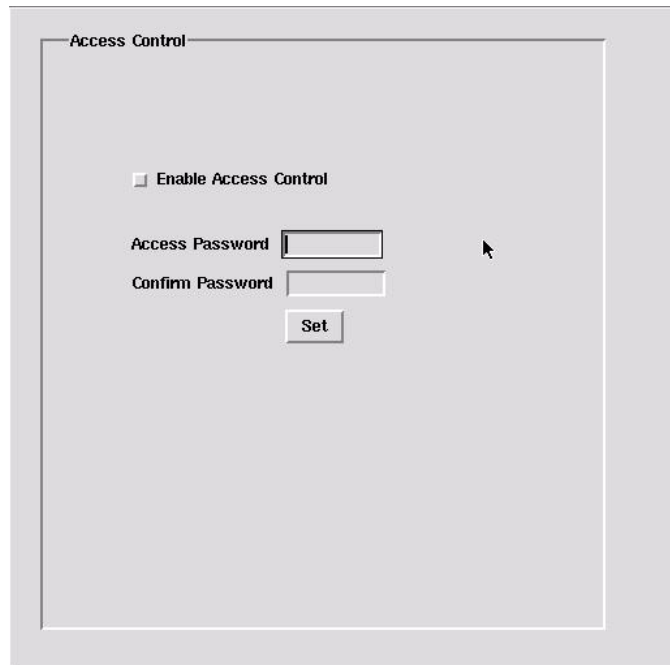 Access Control
Enable Access Control
Access Password
Confirm Password
Set